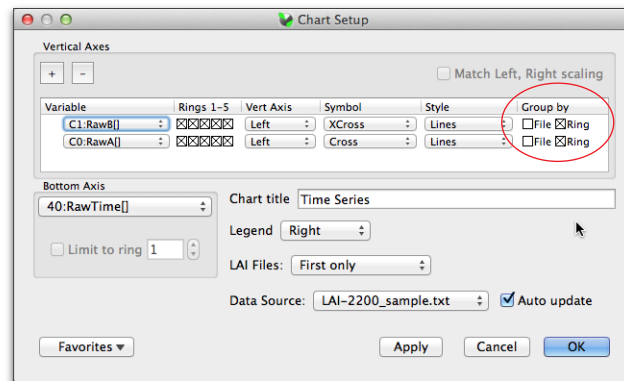 Chart Setup
Vertical Axes
+ -
Match Left, Right scaling
Variable Rings 1-5 Vert Axis Symbol Style Group by
C1:RawB[] Left XCross Lines File Ring
C0:RawA[] Left Cross Lines File Ring
Bottom Axis
40:RawTime[]
Limit to ring 1
Chart title Time Series
Legend Right
LAI Files: First only
Data Source: LAI-2200_sample.txt Auto update
Favorites Apply Cancel OK